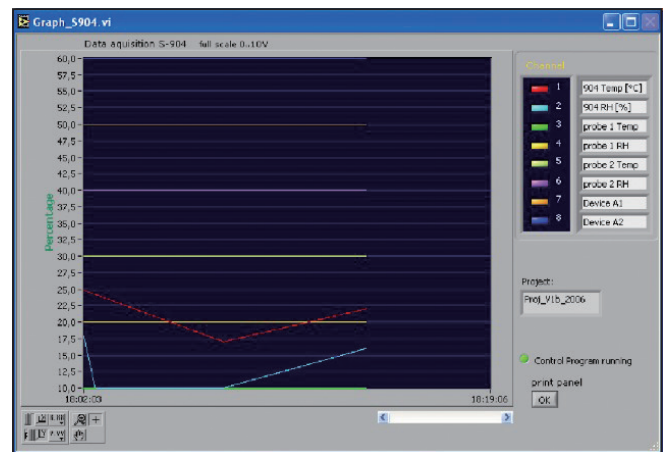 Graph_S904.vi
Data aquisition S-904 full scale 0..10V
60,0
57,5
55,0
52,5
50,0
47,5
45,0
42,5
40,0
37,5
35,0
32,5
30,0
27,5
25,0
22,5
20,0
17,5
15,0
12,5
10,0
Percentage
18:02:03 18:19:06
Channel
1 904 Temp [°C]
2 904 RH [%]
3 probe 1 Temp
4 probe 1 RH
5 probe 2 Temp
6 probe 2 RH
7 Device A1
8 Device A2
Project:
Proj_V1b_2006
Control Program running
print panel
OK